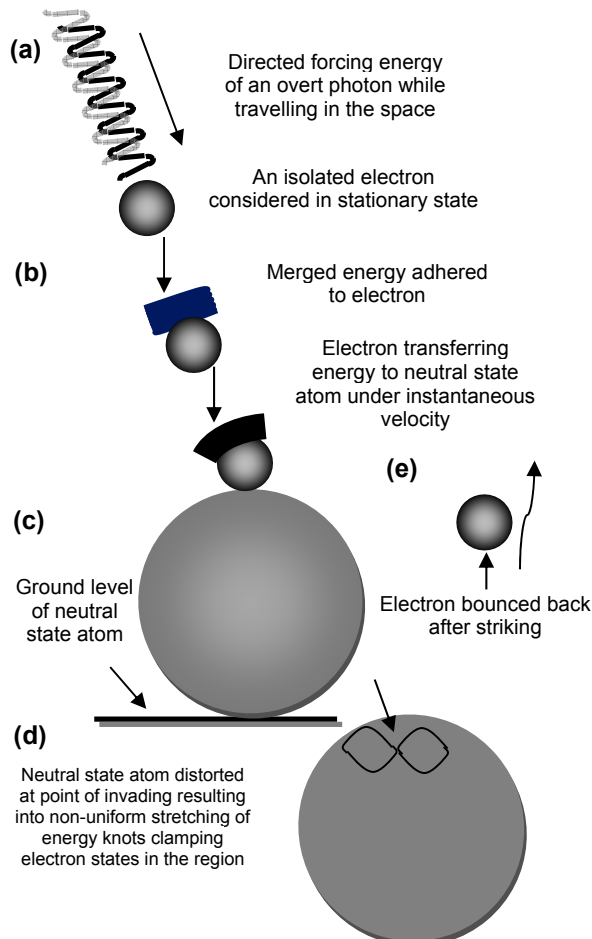 (a)
Directed forcing energy
of an overt photon while
travelling in the space
An isolated electron
considered in stationary state
(b)
Merged energy adhered
to electron
Electron transferring
energy to neutral state
atom under instantaneous
velocity
(e)
(c)
Ground level
of neutral
state atom
Electron bounced back
after striking
(d)
Neutral state atom distorted
at point of invading resulting
into non-uniform stretching of
energy knots clamping
electron states in the region